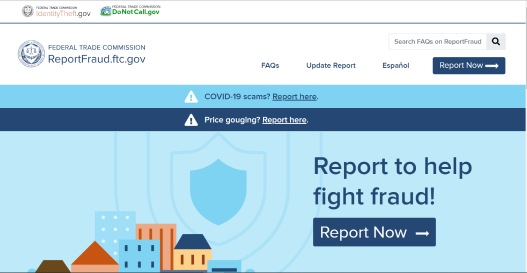 FEDERAL TRADE COMMISSION
IdentityTheft.gov
FEDERAL TRADE COMMISSION
DoNotCall.gov
Search FAQs on ReportFraud
FEDERAL TRADE COMMISSION
ReportFraud.ftc.gov
FAQs
Update Report
Español
Report Now
COVID-19 scams? Report here.
Price gouging? Report here.
Report to help
fight fraud!
Report Now